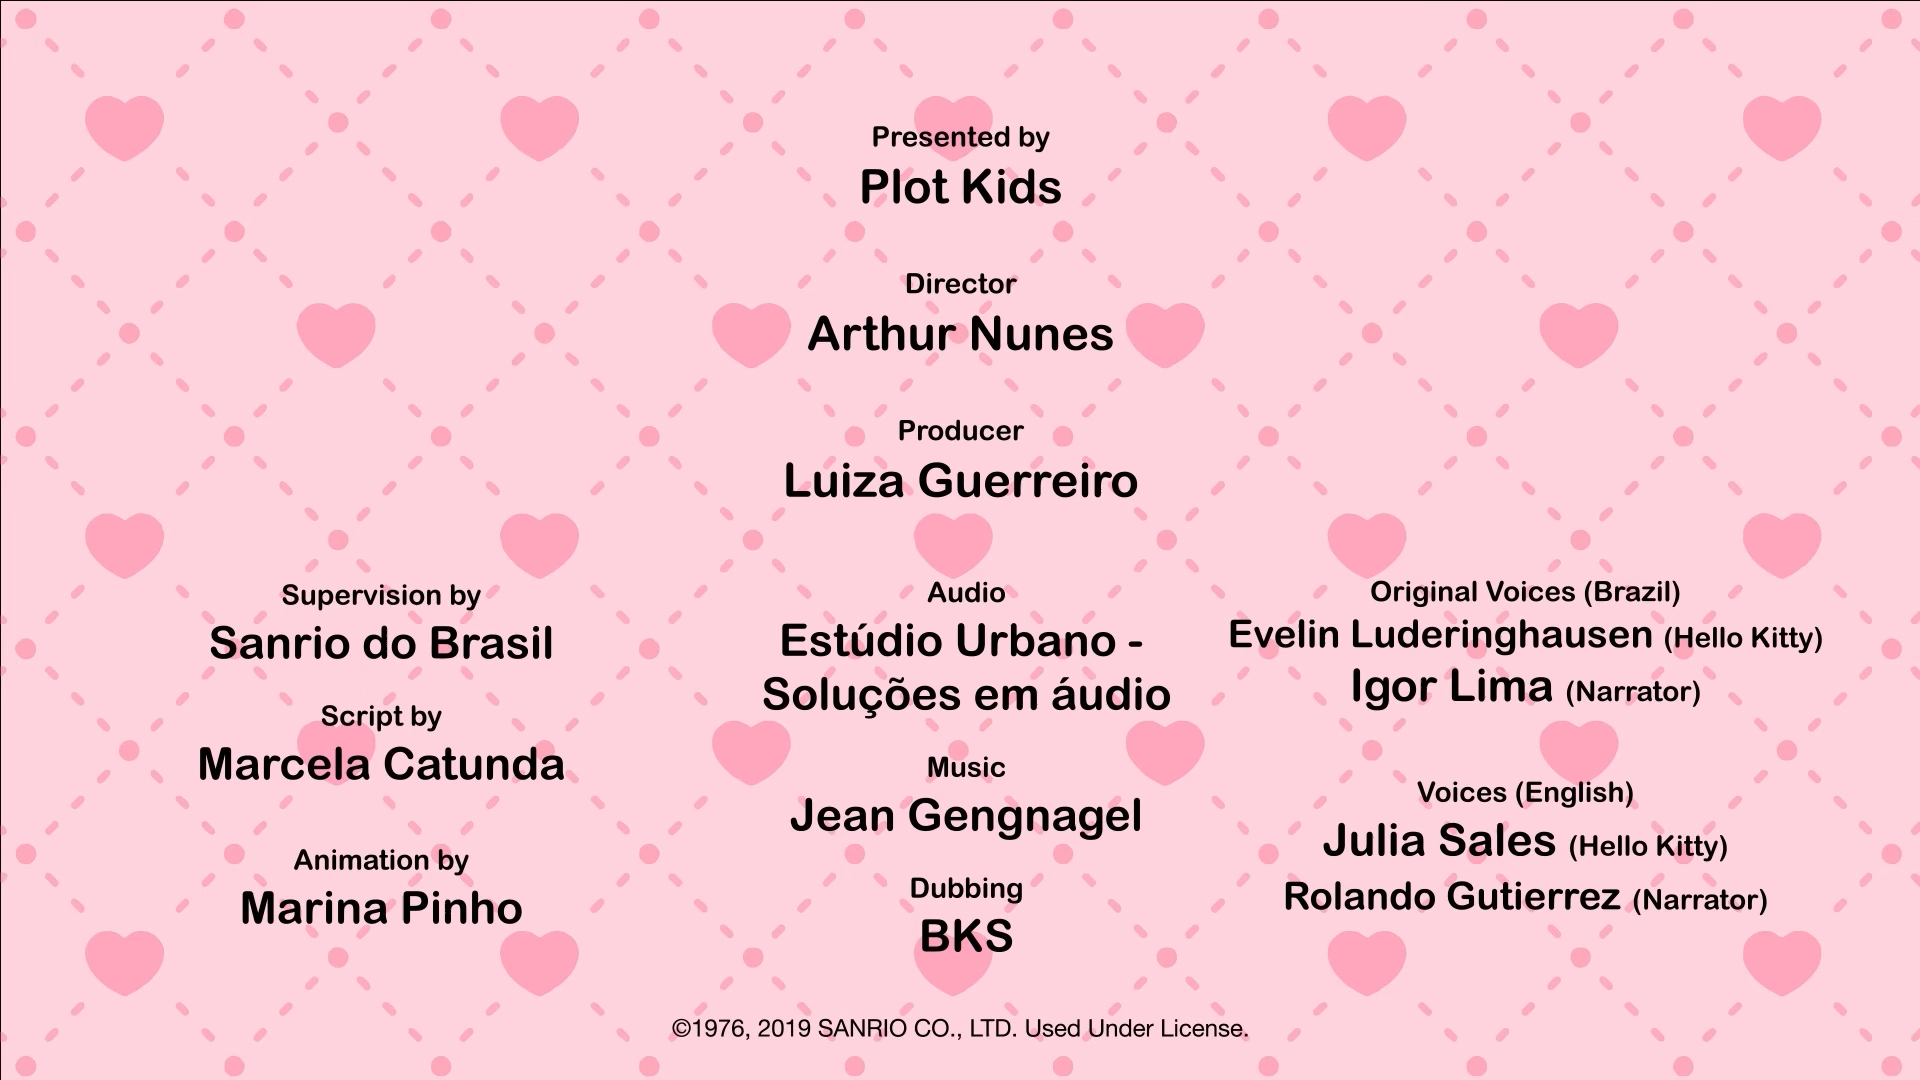 Presented by
Plot Kids
Director
Arthur Nunes
Producer
Luiza Guerreiro
Supervision by
Sanrio do Brasil
Script by
Marcela Catunda
Animation by
Marina Pinho
Audio
Estúdio Urbano -
Soluções em áudio
Music
Jean Gengnagel
Dubbing
BKS
Original Voices (Brazil)
Evelin Luderinghausen (Hello Kitty)
Igor Lima (Narrator)
Voices (English)
Julia Sales (Hello Kitty)
Rolando Gutierrez (Narrator)
©1976, 2019 SANRIO CO., LTD. Used Under License.